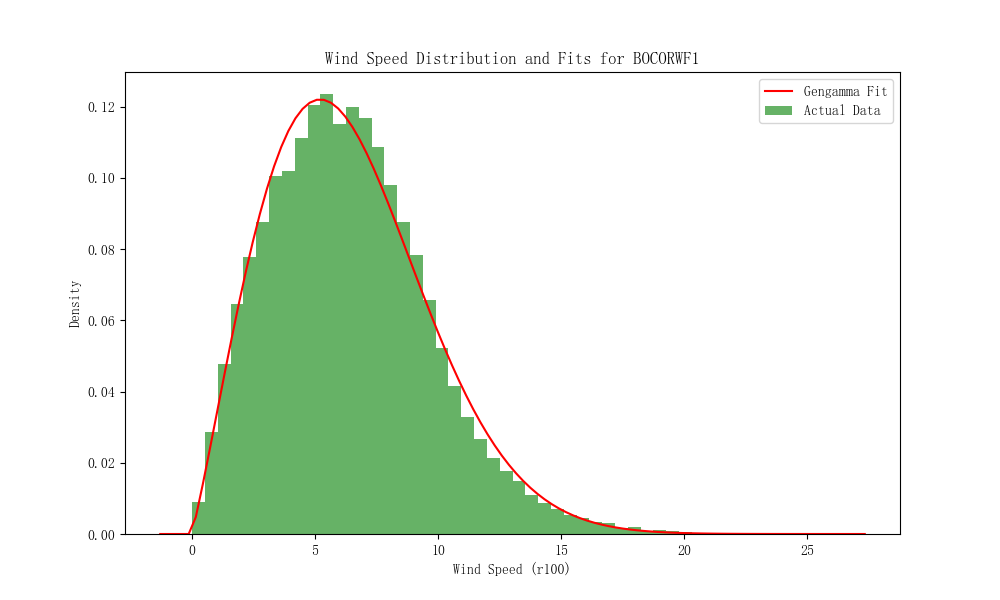 Wind Speed Distribution and Fits for BOCORWF1
Gengamma Fit
Actual Data
0.12
0.10
0.08
0.06
0.04
0.02
0.00
Density
0
5
10
15
20
25
Wind Speed (r100)